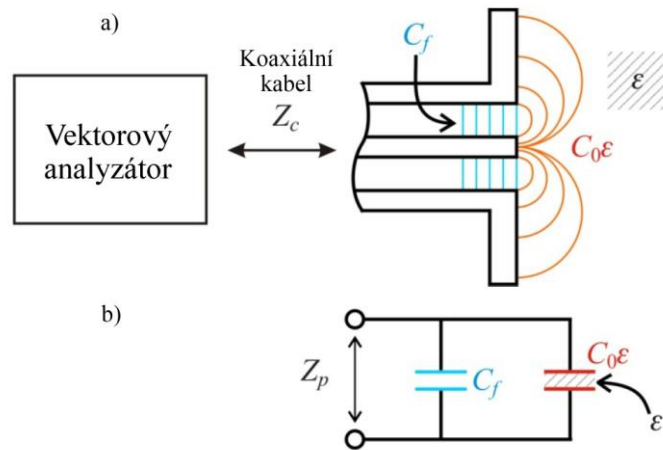 a)
Vektorový
analyzátor
Koaxiální
kabel
Z_c
C_f
ε
C_0ε
b)
Z_p
C_f
C_0ε
ε